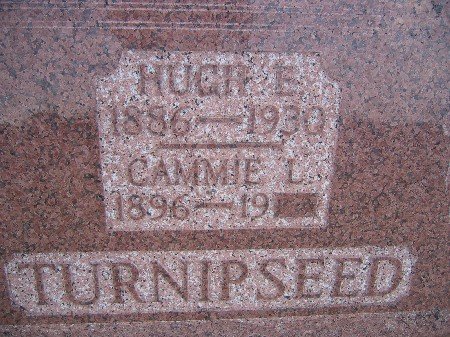 HUGH E.
1886—1930
CAMMIE L.
1896—19
TURNIPSEED